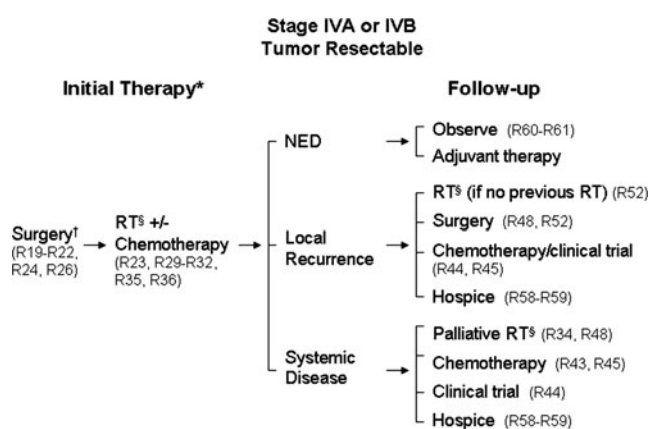 Stage IVA or IVB
Tumor Resectable
Initial Therapy*
Follow-up
Surgery†
(R19-R22,
R24, R26)
RT§ +/-
Chemotherapy
(R23, R29-R32,
R35, R36)
NED
Observe (R60-R61)
Adjuvant therapy
Local
Recurrence
RT§ (if no previous RT) (R52)
Surgery (R48, R52)
Chemotherapy/clinical trial
(R44, R45)
Hospice (R58-R59)
Systemic
Disease
Palliative RT§ (R34, R48)
Chemotherapy (R43, R45)
Clinical trial (R44)
Hospice (R58-R59)